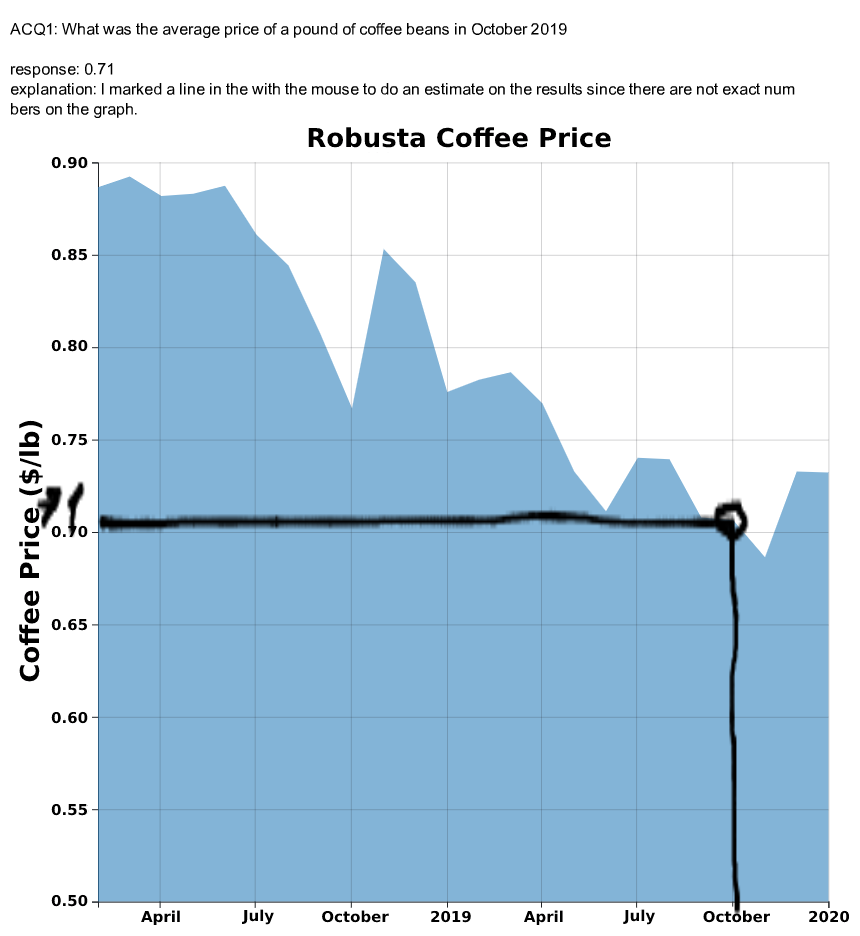 ACQ1: What was the average price of a pound of coffee beans in October 2019
response: 0.71
explanation: I marked a line in the with the mouse to do an estimate on the results since there are not exact num
bers on the graph.
Robusta Coffee Price
0.90
0.85
0.80
0.75
0.70
0.65
0.60
0.55
0.50
Coffee Price ($/lb)
April
July
October
2019
April
July
October
2020